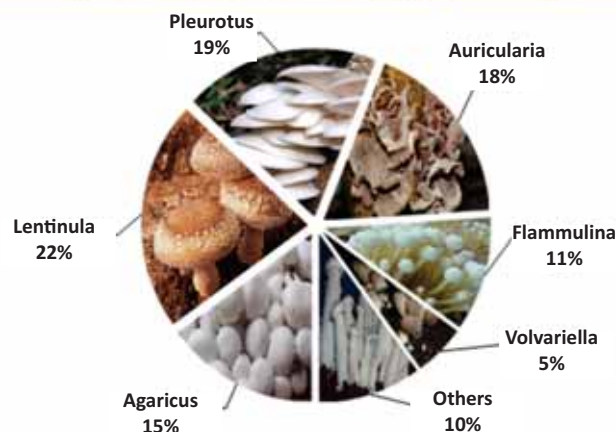 Pleurotus
19%
Auricularia
18%
Flammulina
11%
Volvariella
5%
Others
10%
Agaricus
15%
Lentinula
22%